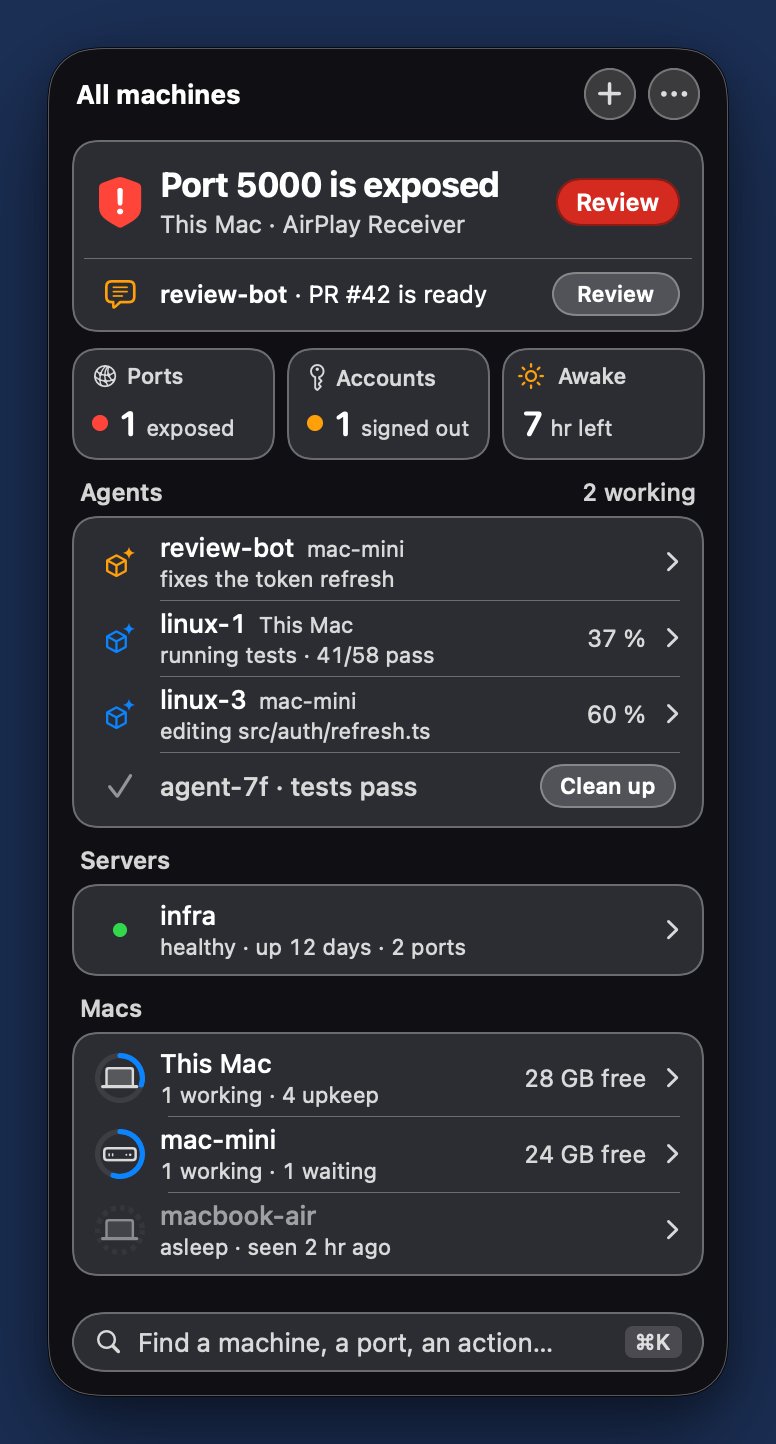 All machines
Port 5000 is exposed
This Mac · AirPlay Receiver
Review
review-bot · PR #42 is ready
Review
Ports
1 exposed
Accounts
1 signed out
Awake
7 hr left
Agents
2 working
review-bot mac-mini
fixes the token refresh
linux-1 This Mac
running tests · 41/58 pass
37 %
linux-3 mac-mini
editing src/auth/refresh.ts
60 %
agent-7f · tests pass
Clean up
Servers
infra
healthy · up 12 days · 2 ports
Macs
This Mac
1 working · 4 upkeep
28 GB free
mac-mini
1 working · 1 waiting
24 GB free
macbook-air
asleep · seen 2 hr ago
Find a machine, a port, an action...
⌘K